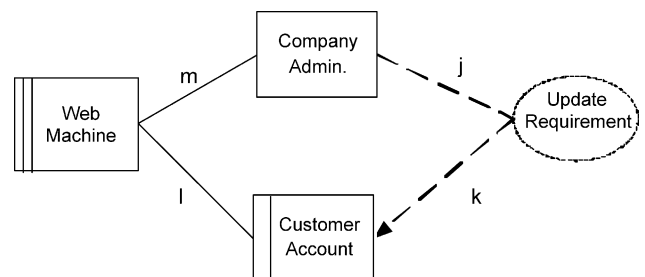 Company
Admin.
m
j
Web
Machine
Update
Requirement
l
k
Customer
Account